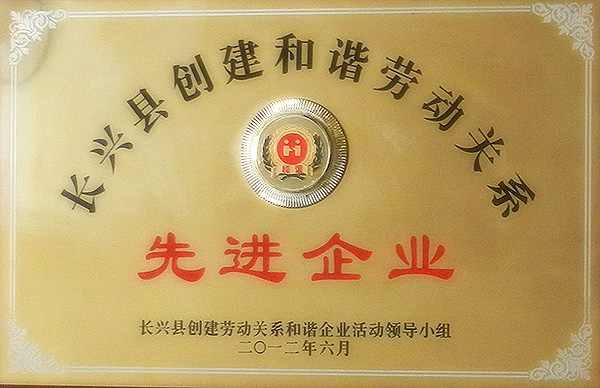 长兴县创建和谐劳动关系
先进企业
长兴县创建劳动关系和谐企业活动领导小组
二〇一二年六月